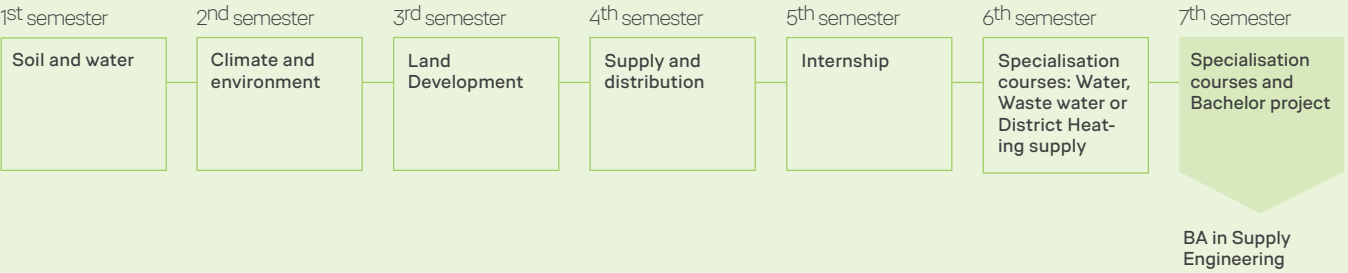 1st semester
Soil and water
2nd semester
Climate and
environment
3rd semester
Land
Development
4th semester
Supply and
distribution
5th semester
Internship
6th semester
Specialisation
courses: Water,
Waste water or
District Heat-
ing supply
7th semester
Specialisation
courses and
Bachelor project
BA in Supply
Engineering